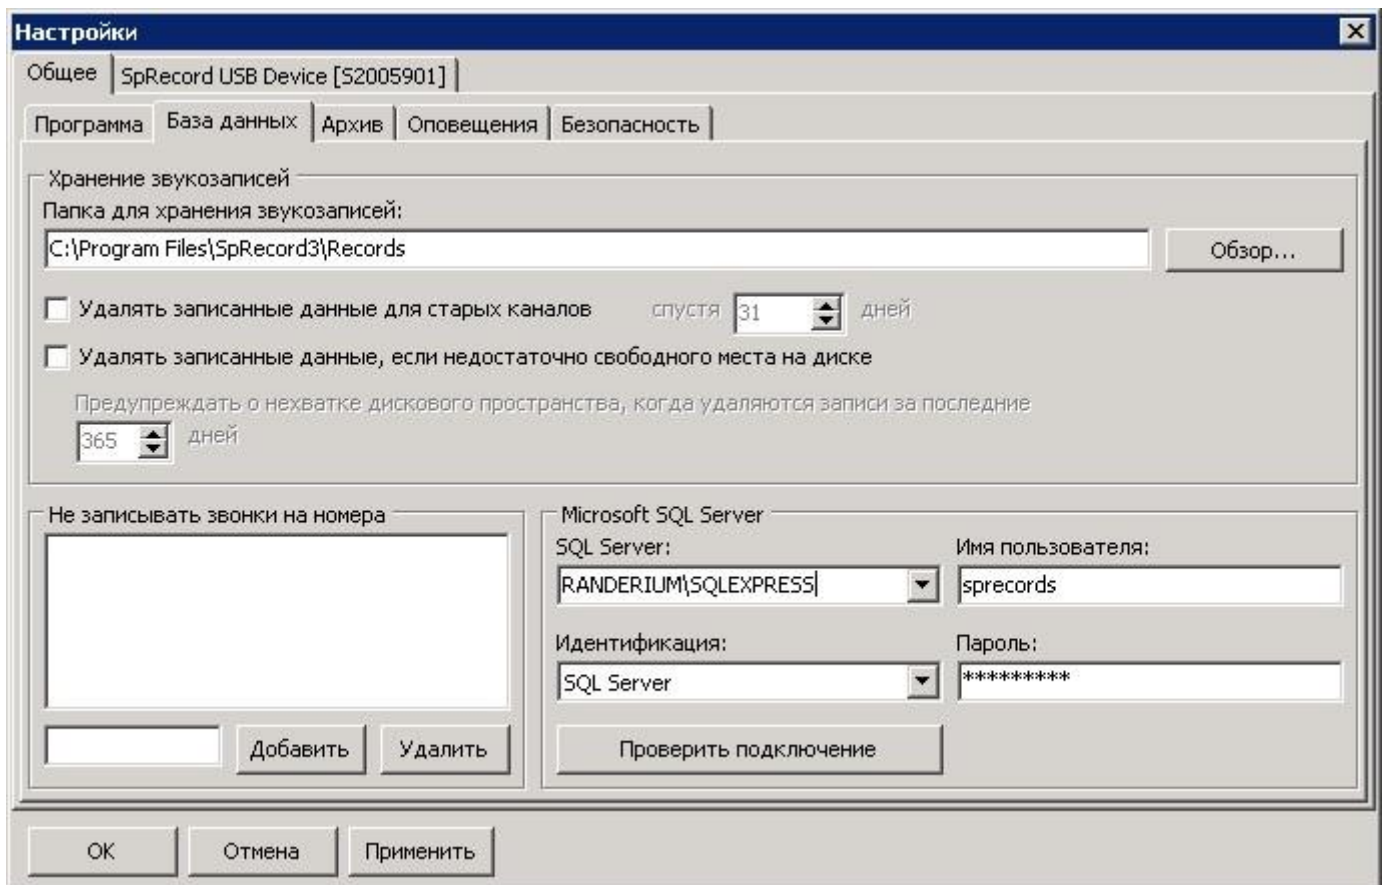 Настройки
Общее SpRecord USB Device [S2005901]
Программа База данных Архив Оповещения Безопасность
Хранение звукозаписей
Папка для хранения звукозаписей:
C:\Program Files\SpRecord3\Records Обзор...
Удалять записанные данные для старых каналов спустя 31 дней
Удалять записанные данные, если недостаточно свободного места на диске
Предупреждать о нехватке дискового пространства, когда удаляются записи за последние
365 дней
Не записывать звонки на номера Microsoft SQL Server
SQL Server: Имя пользователя:
RANDERIUM\SQLEXPRESS sprecords
Идентификация: Пароль:
SQL Server *********
Добавить Удалить Проверить подключение
OK Отмена Применить